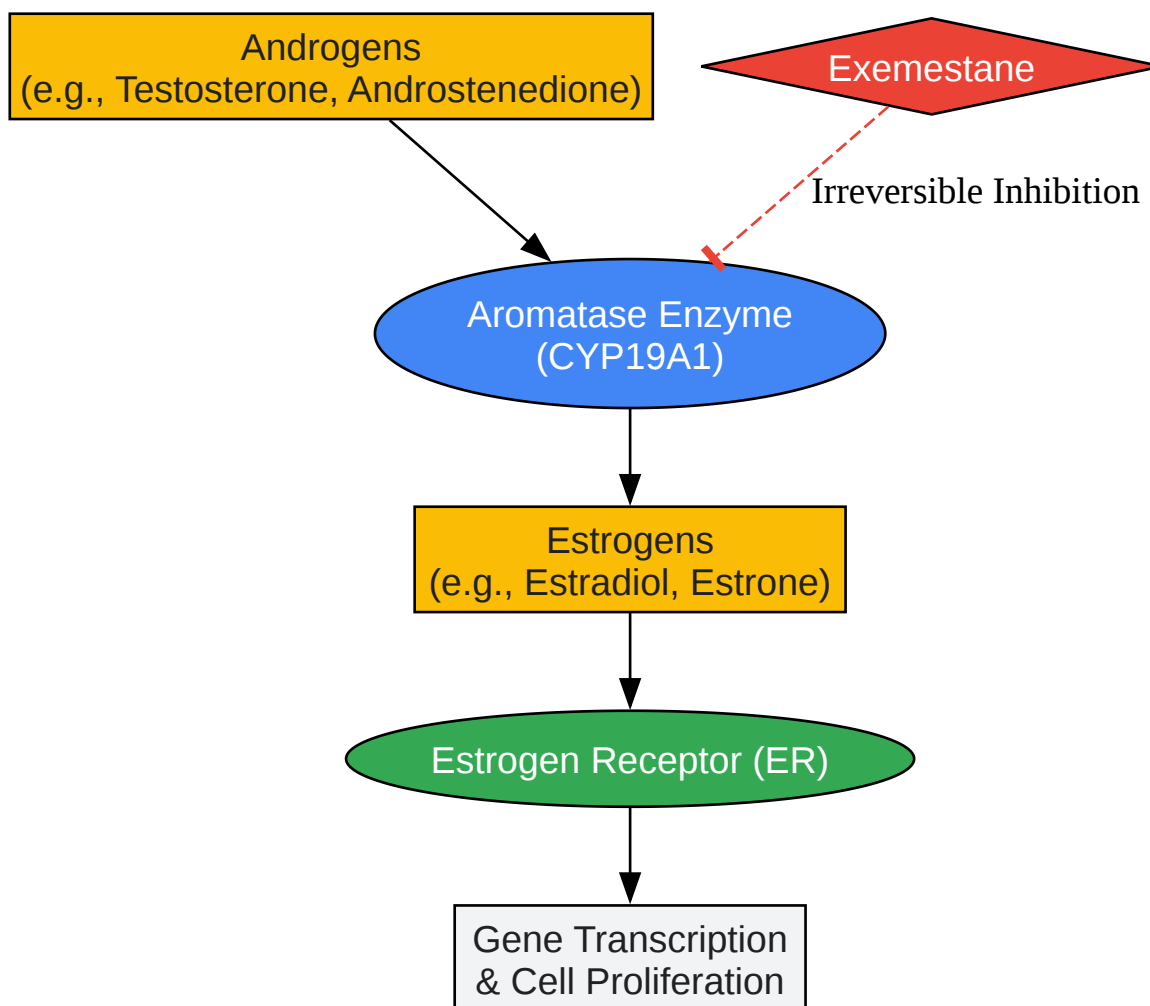 Androgens
(e.g., Testosterone, Androstenedione)
Exemestane
Irreversible Inhibition
Aromatase Enzyme
(CYP19A1)
Estrogens
(e.g., Estradiol, Estrone)
Estrogen Receptor (ER)
Gene Transcription
& Cell Proliferation